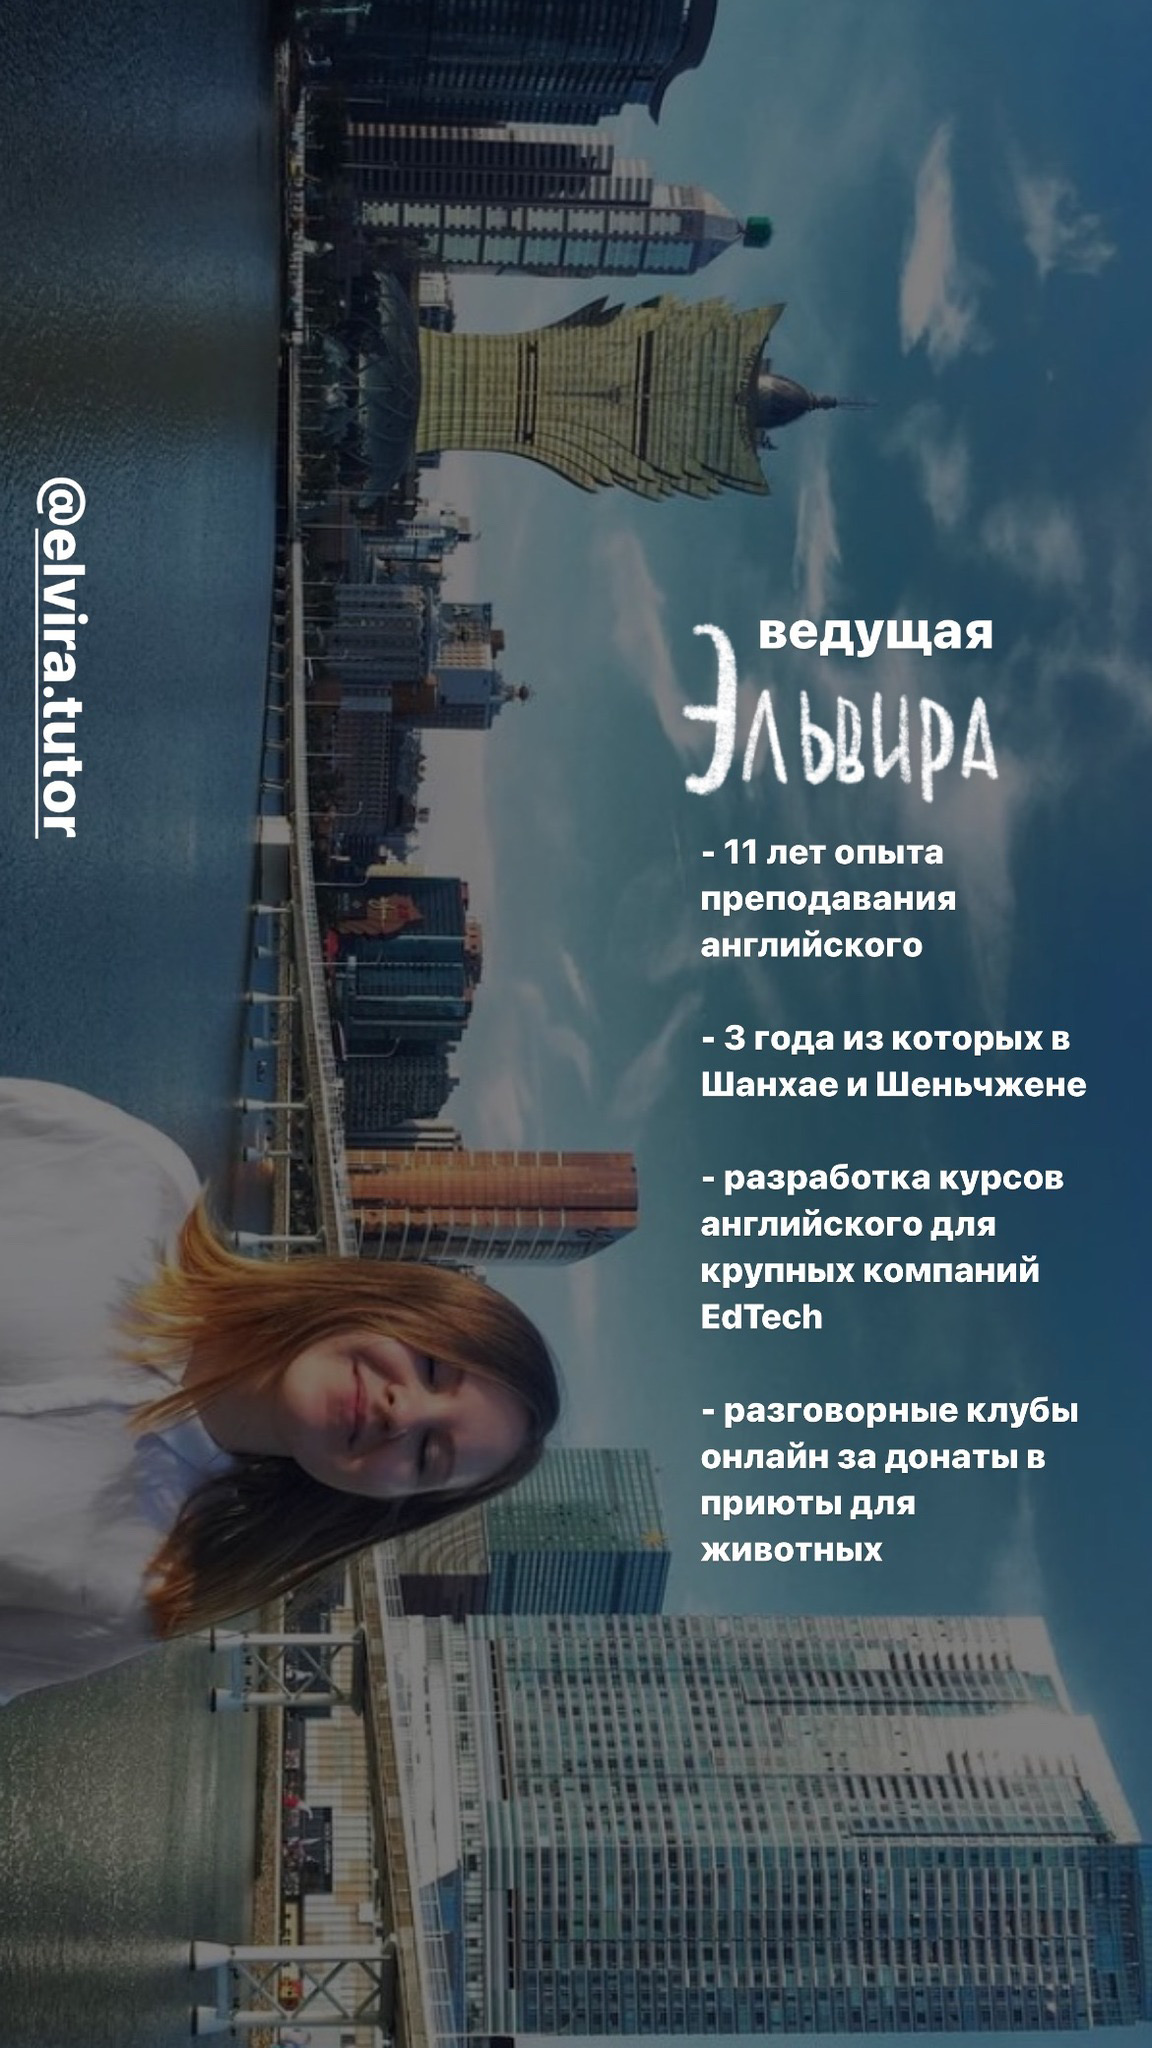 ведущая
Эльвира
- 11 лет опыта
преподавания
английского
- 3 года из которых в
Шанхае и Шеньчжене
- разработка курсов
английского для
крупных компаний
EdTech
- разговорные клубы
онлайн за донаты в
приюты для
животных
@elvira.tutor